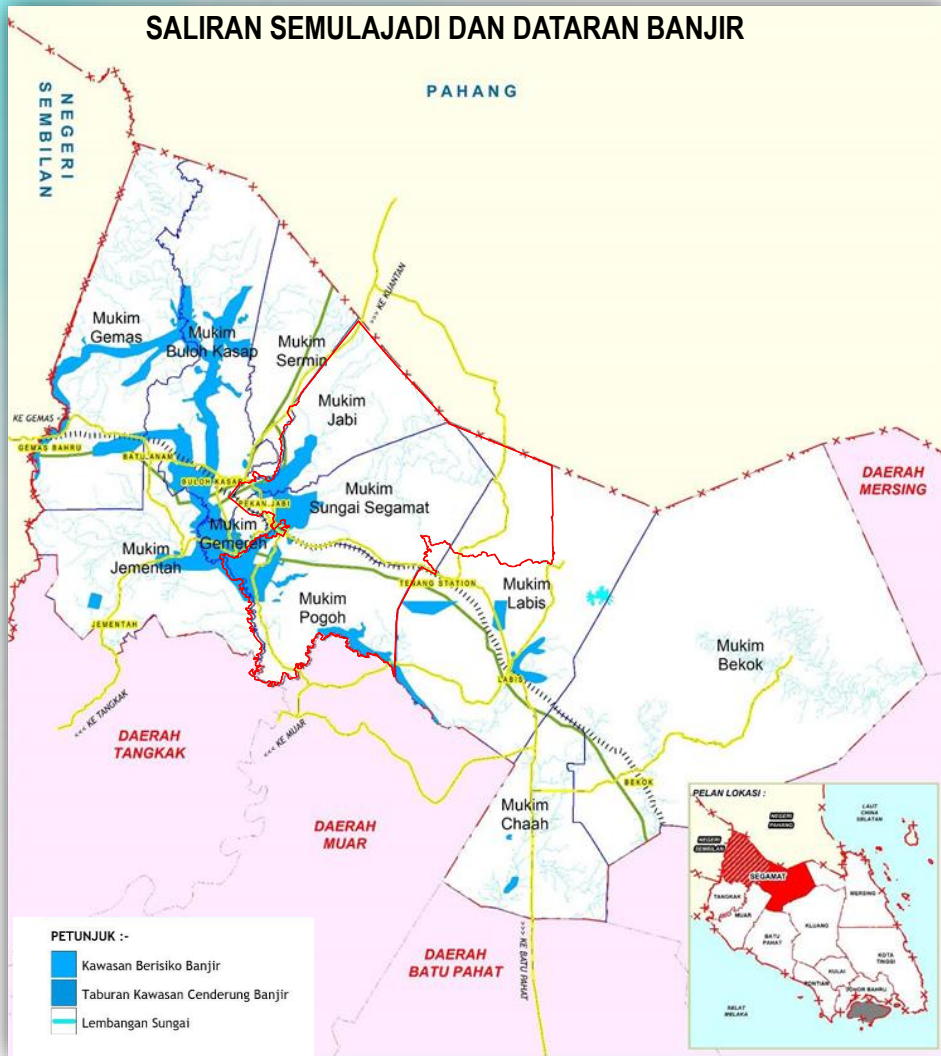 SALIRAN SEMULAJADI DAN DATARAN BANJIR
NEGERI
SEMBILAN
PAHANG
>>> KE KUANTAN
Mukim
Gemas
Mukim
Buloh Kasap
Mukim
Sermin
Mukim
Jabi
KE GEMAS
GEMAS BAHRU
BATU ANAM
BULOH KASAP
PEKAN JABI
Mukim
Sungai Segamat
DAERAH
MERSING
Mukim
Gemereh
Mukim
Jementah
TENANG STATION
Mukim
Labis
Mukim
Pogoh
JEMENTAH
Mukim
Bekok
LABIS
<<< KE TANGKAK
<<< KE MUAR
DAERAH
TANGKAK
BEKOK
Mukim
Chaah
DAERAH
MUAR
DAERAH
BATU PAHAT
>>> KE BATU PAHAT
PELAN LOKASI :
NEGERI
PAHANG
LAUT
CHINA
SELATAN
NEGERI
SEMBILAN
SEGAMAT
TANGKAK
MUAR
MERSING
BATU
PAHAT
KLUANG
KOTA
TINGGI
KULAI
PONTIAN
JOHOR BAHRU
SELAT
MELAKA
PETUNJUK :-
Kawasan Berisiko Banjir
Taburan Kawasan Cenderung Banjir
Lembangan Sungai